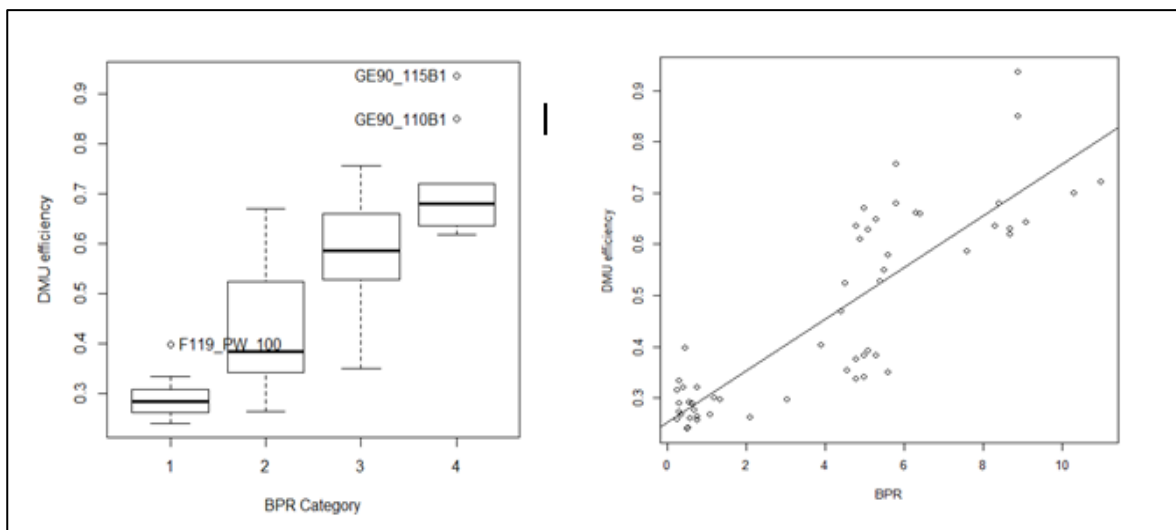 GE90_115B1
GE90_110B1
F119_PW_100
0.9
0.8
0.7
0.6
0.5
0.4
0.3
DMU efficiency
1 2 3 4
BPR Category
0.9
0.8
0.7
0.6
0.5
0.4
0.3
DMU efficiency
0 2 4 6 8 10
BPR